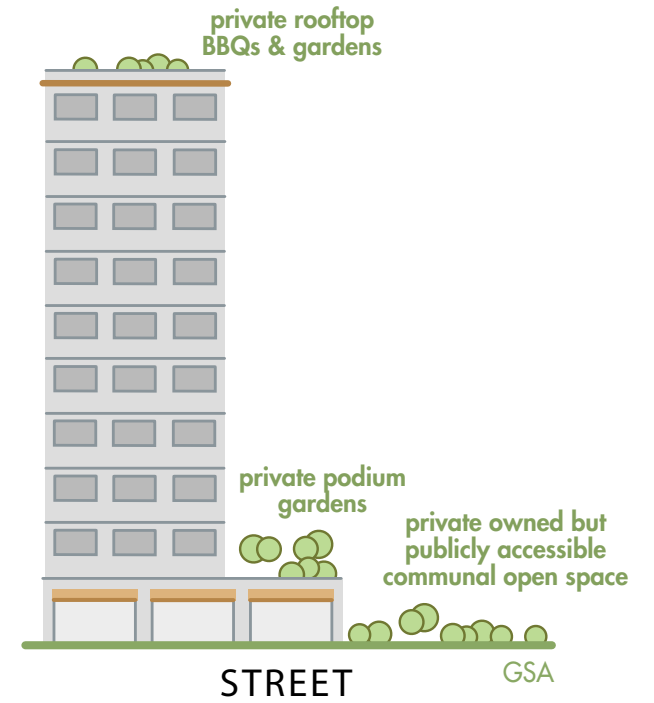 private rooftop
BBQs & gardens
private podium
gardens
private owned but
publicly accessible
communal open space
STREET
GSA